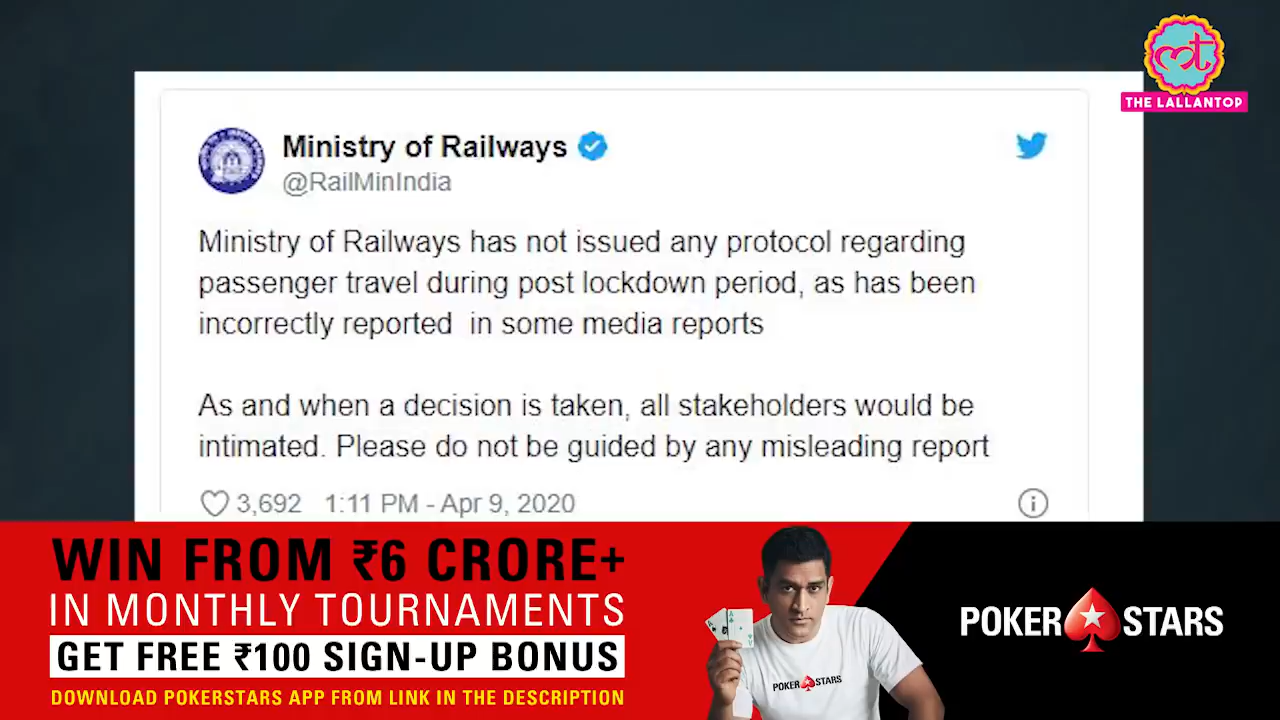 THE LALLANTOP
Ministry of Railways
@RailMinIndia
Ministry of Railways has not issued any protocol regarding
passenger travel during post lockdown period, as has been
incorrectly reported  in some media reports
As and when a decision is taken, all stakeholders would be
intimated. Please do not be guided by any misleading report
3,692 1:11 PM - Apr 9, 2020
WIN FROM ₹6 CRORE+
IN MONTHLY TOURNAMENTS
GET FREE ₹100 SIGN-UP BONUS
DOWNLOAD POKERSTARS APP FROM LINK IN THE DESCRIPTION
POKERSTARS
POKER STARS